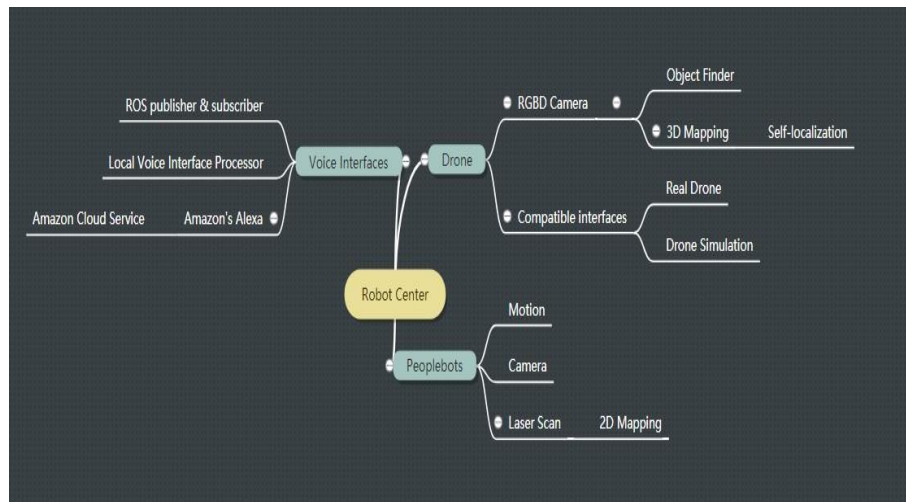 ROS publisher & subscriber
Local Voice Interface Processor
Amazon Cloud Service
Amazon's Alexa
Voice Interfaces
Drone
RGBD Camera
Object Finder
3D Mapping
Self-localization
Compatible interfaces
Real Drone
Drone Simulation
Robot Center
Peoplebots
Motion
Camera
Laser Scan
2D Mapping